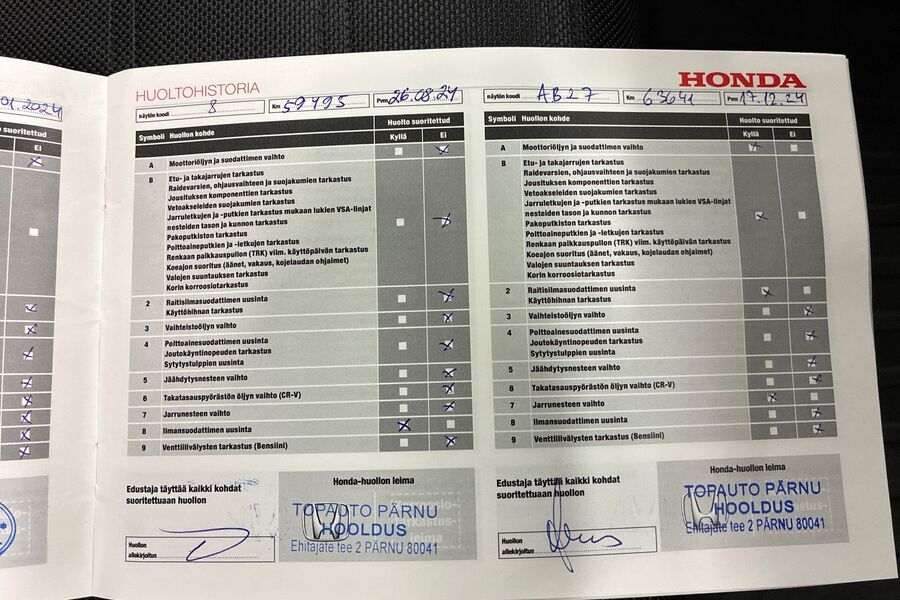 01.2024
suoritettud
Ei
HUOLTOHISTORIA
näytön koodi 8 Km 59495 Pvm 26.08.24
Symboli Huollon kohde Huolto suoritettud
Kyllä Ei
A Moottoriöljyn ja suodattimen vaihto
B Etu- ja takajarrujen tarkastus
Raidevarsien, ohjausvaihteen ja suojakumien tarkastus
Jousituksen komponenttien tarkastus
Vetoakseleiden suojakumien tarkastus
Jarruletkujen ja -putkien tarkastus mukaan lukien VSA-linjat
nesteiden tason ja kunnon tarkastus
Pakoputkiston tarkastus
Polttoaineputkien ja -letkujen tarkastus
Renkaan paikkauspullon (TRK) viim. käyttöpäivän tarkastus
Koeajon suoritus (äänet, vakaus, kojelaudan ohjaimet)
Valojen suuntauksen tarkastus
Korin korroosiotarkastus
2 Raitisilmasuodattimen uusinta
Käyttöhihnan tarkastus
3 Vaihteistoöljyn vaihto
4 Polttoainesuodattimen uusinta
Joutokäyntinopeuden tarkastus
Sytytystulppien uusinta
5 Jäähdytysnesteen vaihto
6 Takatasauspyörästön öljyn vaihto (CR-V)
7 Jarrunesteen vaihto
8 Ilmansuodattimen uusinta
9 Venttiilivälysten tarkastus (Bensiini)
Edustaja täyttää kaikki kohdat
suoritettuaan huollon
Huollon
allekirjoitus
Honda-huollon leima
TOPAUTO PÄRNU
HOOLDUS
Ehitajate tee 2 PÄRNU 80041
HONDA
näytön koodi AB27 Km 63641 Pvm 17.12.24
Symboli Huollon kohde Huolto suoritettud
Kyllä Ei
A Moottoriöljyn ja suodattimen vaihto
B Etu- ja takajarrujen tarkastus
Raidevarsien, ohjausvaihteen ja suojakumien tarkastus
Jousituksen komponenttien tarkastus
Vetoakseleiden suojakumien tarkastus
Jarruletkujen ja -putkien tarkastus mukaan lukien VSA-linjat
nesteiden tason ja kunnon tarkastus
Pakoputkiston tarkastus
Polttoaineputkien ja -letkujen tarkastus
Renkaan paikkauspullon (TRK) viim. käyttöpäivän tarkastus
Koeajon suoritus (äänet, vakaus, kojelaudan ohjaimet)
Valojen suuntauksen tarkastus
Korin korroosiotarkastus
2 Raitisilmasuodattimen uusinta
Käyttöhihnan tarkastus
3 Vaihteistoöljyn vaihto
4 Polttoainesuodattimen uusinta
Joutokäyntinopeuden tarkastus
Sytytystulppien uusinta
5 Jäähdytysnesteen vaihto
6 Takatasauspyörästön öljyn vaihto (CR-V)
7 Jarrunesteen vaihto
8 Ilmansuodattimen uusinta
9 Venttiilivälysten tarkastus (Bensiini)
Edustaja täyttää kaikki kohdat
suoritettuaan huollon
Huollon
allekirjoitus
Honda-huollon leima
TOPAUTO PÄRNU
HOOLDUS
Ehitajate tee 2 PÄRNU 80041